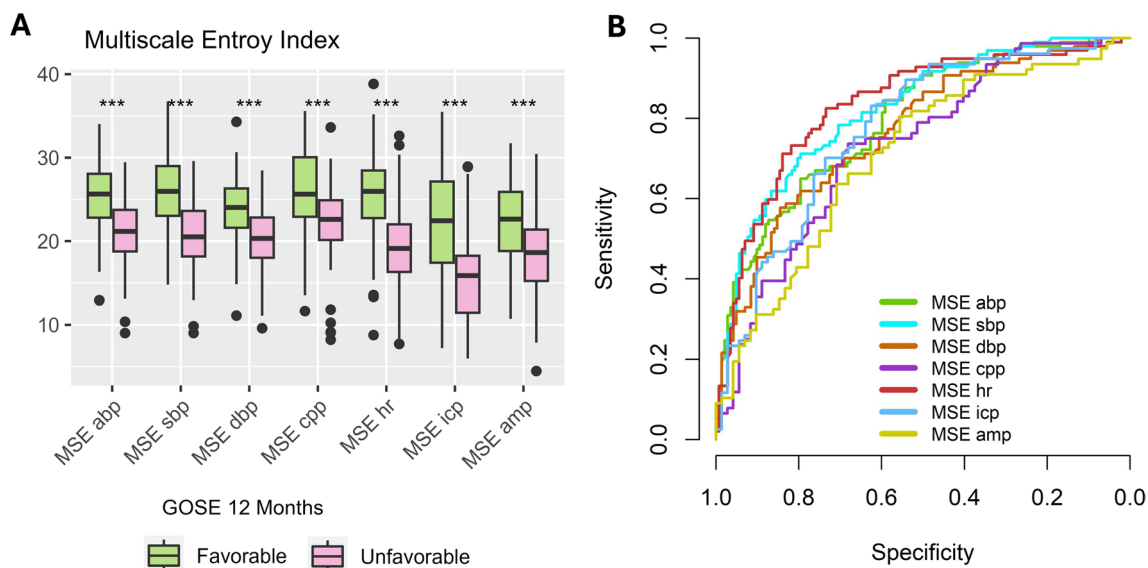 A
Multiscale Entroy Index
40
30
20
10
*** *** *** *** *** *** ***
MSE abp
MSE sbp
MSE dbp
MSE cpp
MSE hr
MSE icp
MSE amp
GOSE 12 Months
Favorable
Unfavorable
B
Sensitivity
1.0
0.8
0.6
0.4
0.2
0.0
MSE abp
MSE sbp
MSE dbp
MSE cpp
MSE hr
MSE icp
MSE amp
1.0 0.8 0.6 0.4 0.2 0.0
Specificity